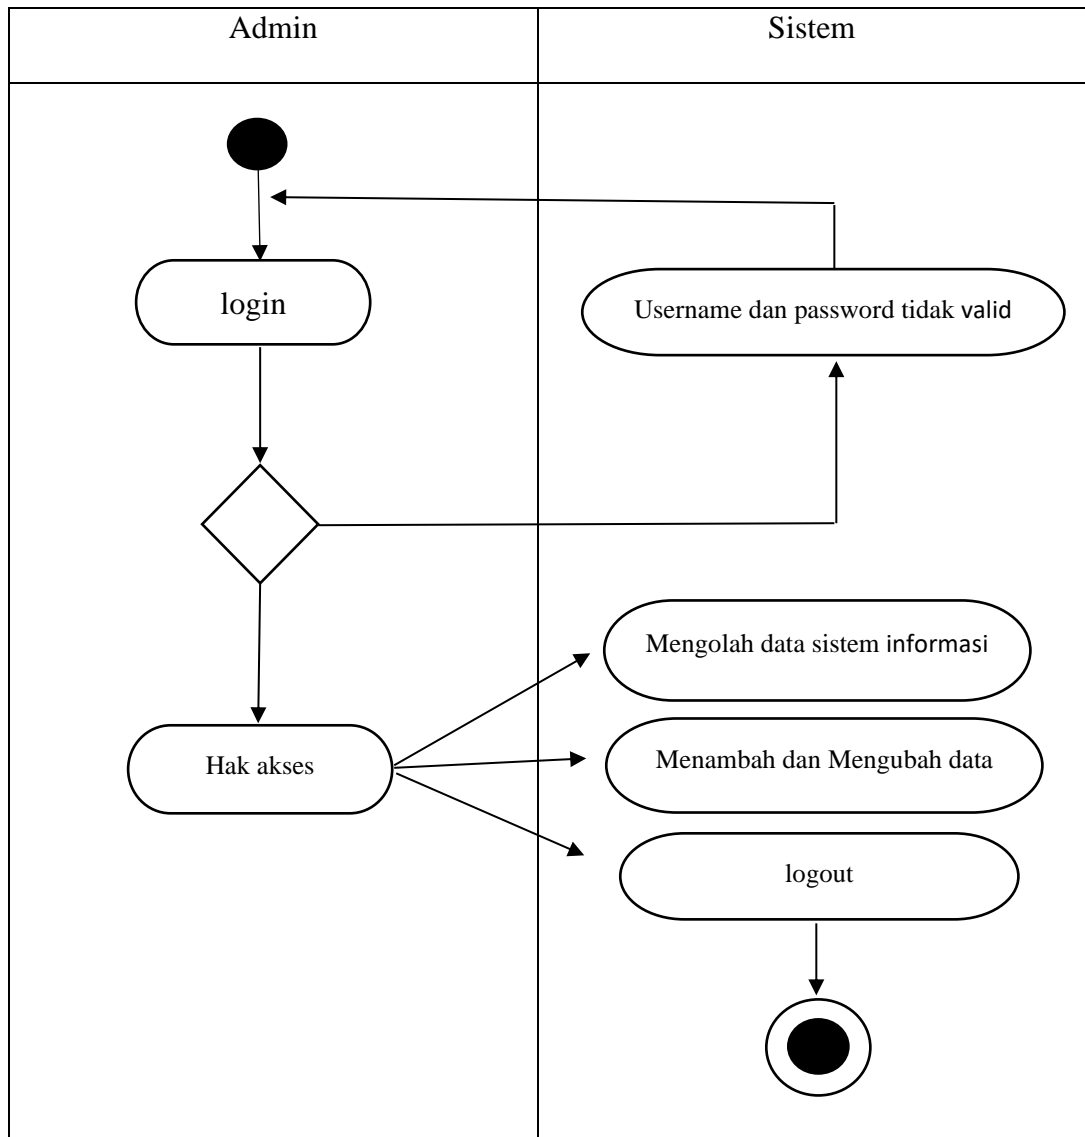 Admin
Sistem
login
Username dan password tidak valid
Mengolah data sistem informasi
Hak akses
Menambah dan Mengubah data
logout